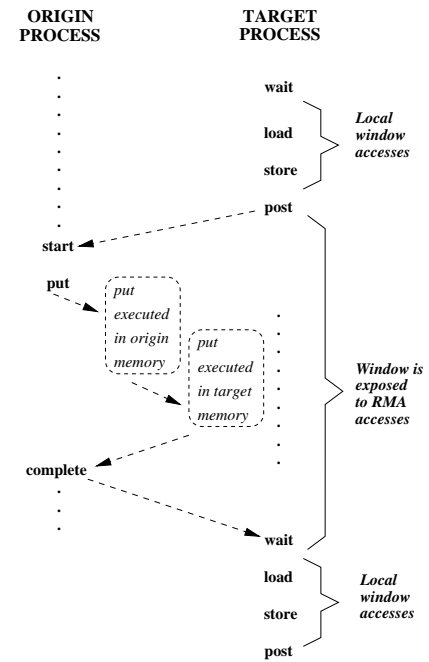 ORIGIN
PROCESS
TARGET
PROCESS
wait
load
store
Local
window
accesses
post
start
put
put
executed
in origin
memory
put
executed
in target
memory
Window is
exposed
to RMA
accesses
complete
wait
load
store
post
Local
window
accesses